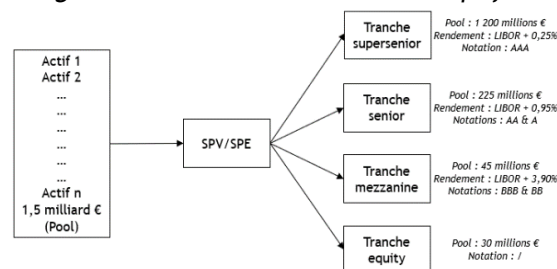 Actif 1
Actif 2
...
...
...
...
...
...
Actif n
1,5 milliard €
(Pool)
SPV/SPE
Tranche
supersenior
Pool : 1 200 millions €
Rendement : LIBOR + 0,25%
Notation : AAA
Tranche
senior
Pool : 225 millions €
Rendement : LIBOR + 0,95%
Notations : AA & A
Tranche
mezzanine
Pool : 45 millions €
Rendement : LIBOR + 3,90%
Notations : BBB & BB
Tranche
equity
Pool : 30 millions €
Notation : /